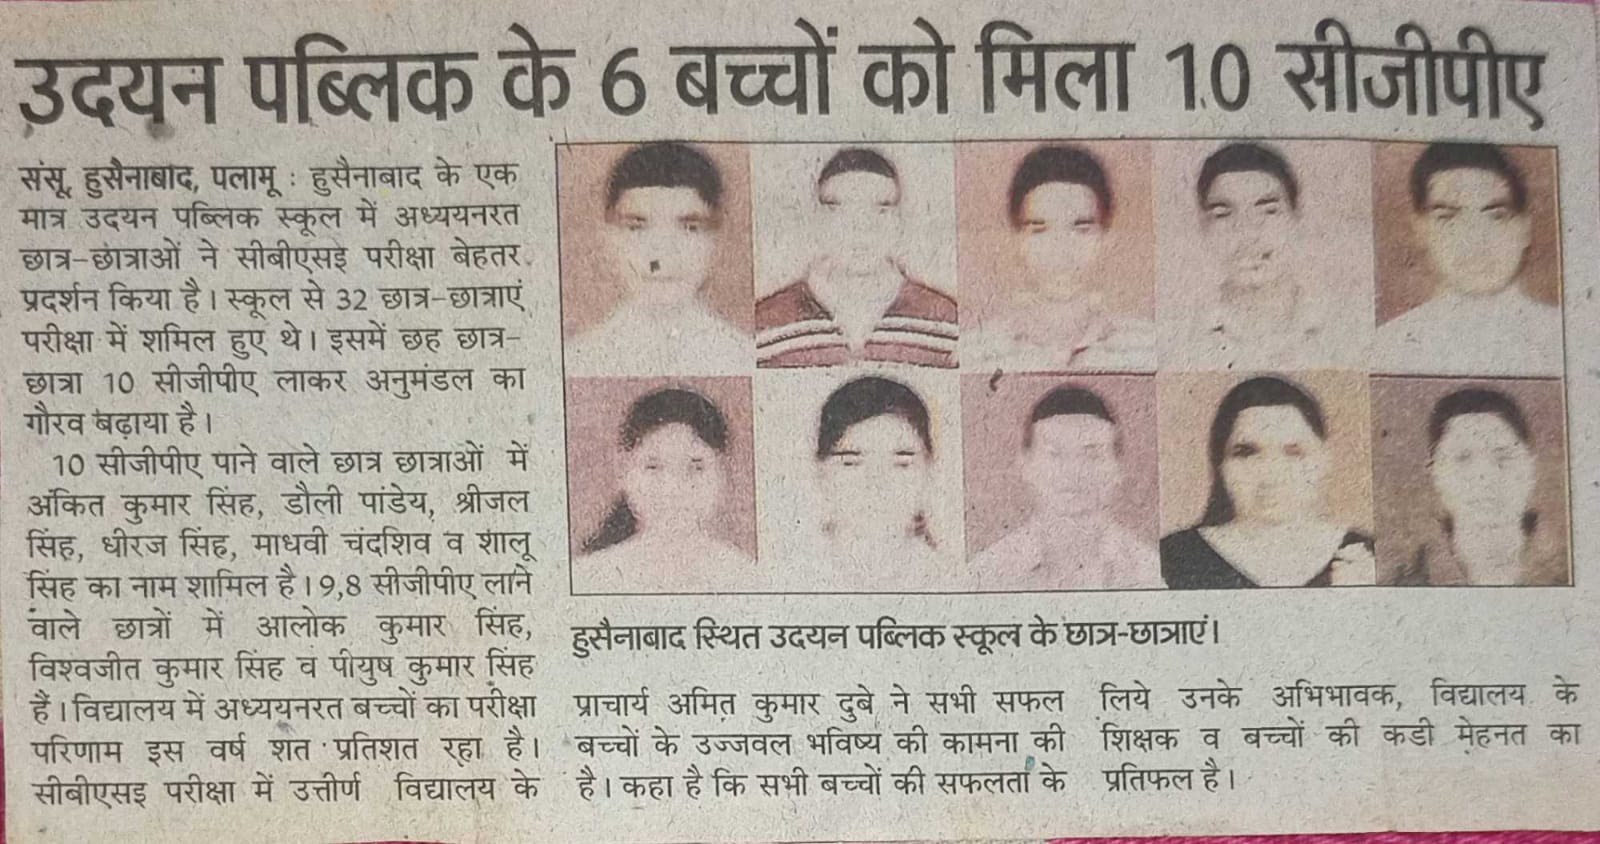 उदयन पब्लिक के 6 बच्चों को मिला 10 सीजीपीए
संसू, हुसैनाबाद, पलामू : हुसैनाबाद के एक
मात्र उदयन पब्लिक स्कूल में अध्ययनरत
छात्र-छात्राओं ने सीबीएसइ परीक्षा बेहतर
प्रदर्शन किया है। स्कूल से 32 छात्र-छात्राएं
परीक्षा में शमिल हुए थे। इसमें छह छात्र-
छात्रा 10 सीजीपीए लाकर अनुमंडल का
गौरव बढ़ाया है।
10 सीजीपीए पाने वाले छात्र छात्राओं में
अंकित कुमार सिंह, डौली पांडेय, श्रीजल
सिंह, धीरज सिंह, माधवी चंदशिव व शालू
सिंह का नाम शामिल है। 9,8 सीजीपीए लाने
वाले छात्रों में आलोक कुमार सिंह,
विश्वजीत कुमार सिंह व पीयुष कुमार सिंह
हैं। विद्यालय में अध्ययनरत बच्चों का परीक्षा
परिणाम इस वर्ष शत प्रतिशत रहा है।
सीबीएसइ परीक्षा में उत्तीर्ण विद्यालय के
हुसैनाबाद स्थित उदयन पब्लिक स्कूल के छात्र-छात्राएं।
प्राचार्य अमित कुमार दुबे ने सभी सफल
बच्चों के उज्जवल भविष्य की कामना की
है। कहा है कि सभी बच्चों की सफलता के
लिये उनके अभिभावक, विद्यालय के
शिक्षक व बच्चों की कडी मेहनत का
प्रतिफल है।